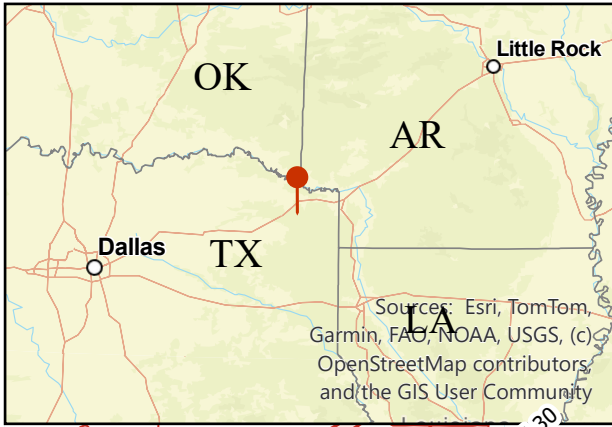 Little Rock
OK
AR
Dallas
TX
LA
Sources: Esri, TomTom,
Garmin, FAO, NOAA, USGS, (c)
OpenStreetMap contributors,
and the GIS User Community
30